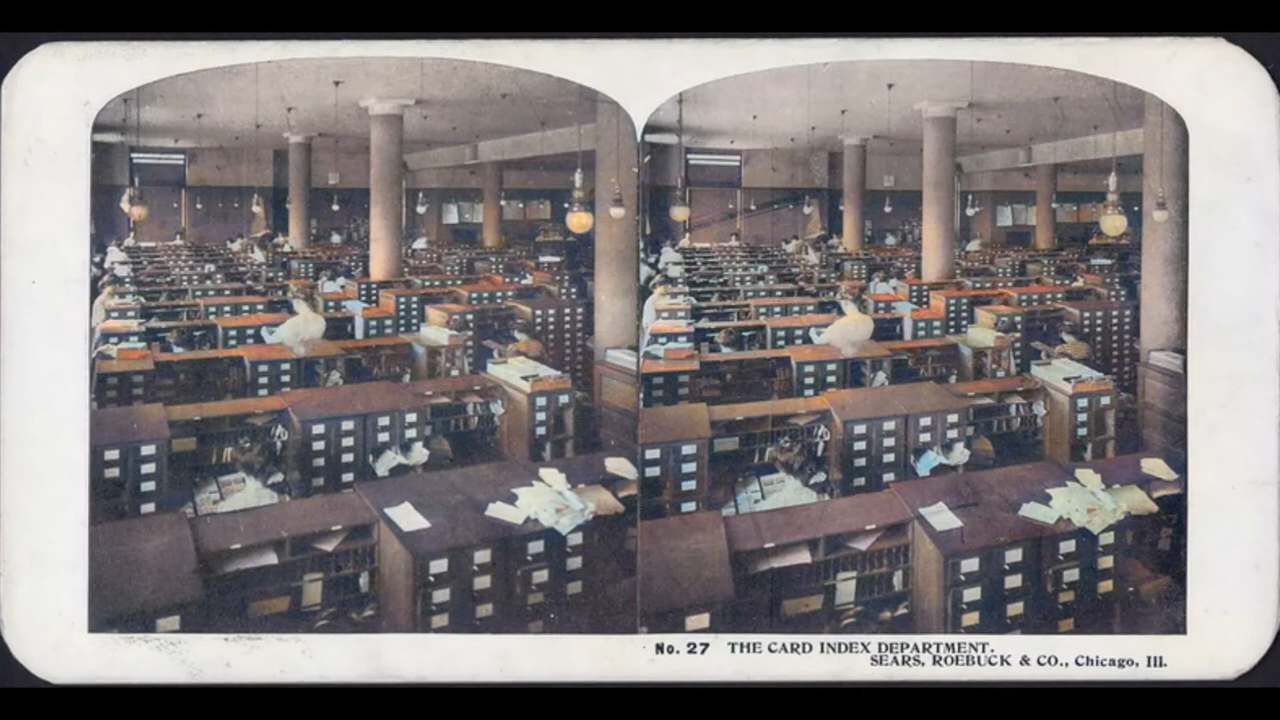 No. 27 THE CARD INDEX DEPARTMENT.
SEARS, ROEBUCK & CO., Chicago, Ill.